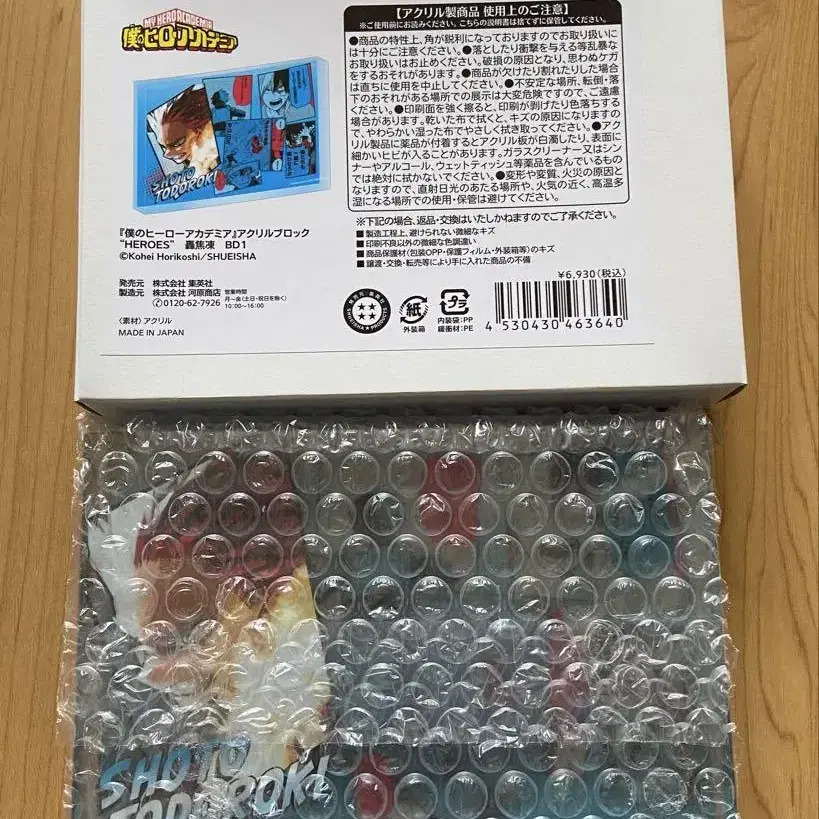 MY HERO ACADEMIA
僕のヒーローアカデミア
SHOTO
TODOROKI
『僕のヒーローアカデミア』アクリルブロック
“HEROES” 轟焦凍 BD1
©Kohei Horikoshi/SHUEISHA
発売元 株式会社 集英社
製造元 株式会社 河原商店 営業時間
月〜金(土日・祝日を除く)
0120-62-7926 10:00〜16:00
〈素材〉アクリル
MADE IN JAPAN
【アクリル製商品 使用上のご注意】
※ご使用前にお読みください。こちらの説明書は捨てずに保管してください。
●商品の特性上、角が鋭利になっておりますのでお取り扱いに
は十分にご注意ください。●落としたり衝撃を与える等乱暴な
お取り扱いはお止めください。破損の原因となり、思わぬケガ
をするおそれがあります。●商品が欠けたり割れたりした場合
は直ちに使用を中止してください。●不安定な場所、転倒・落
下のおそれがある場所での展示は大変危険ですので、ご遠慮
ください。●印刷面を強く擦ると、印刷が剥げたり色落ちする
場合があります。乾いた布で拭くと、キズの原因になりますの
で、やわらかい湿った布でやさしく拭き取ってください。●アク
リル製品に薬品が付着するとアクリル板が白濁したり、表面に
細かいヒビが入ることがあります。ガラスクリーナー又はシン
ナーやアルコール、ウェットティッシュ等薬品を含んでいるもの
では絶対に拭かないでください。●変形や変質、火災の原因と
なりますので、直射日光のあたる場所や、火気の近く、高温多
湿になる場所での使用・保管は避けてください。
※下記の場合、返品・交換はいたしかねますのでご了承ください。
■製造工程上、避けられない微細なキズ
■印刷不良以外の微細な色調違い
■商品保護材(包装OPP・保護フィルム・外装箱等)のキズ
■譲渡・交換・転売等により手に入れた商品の不備
¥6,930(税込)
紙
外装箱
プラ
内装袋:PP
緩衝材:PE
4 530430 463640
SHOTO
TODOROKI